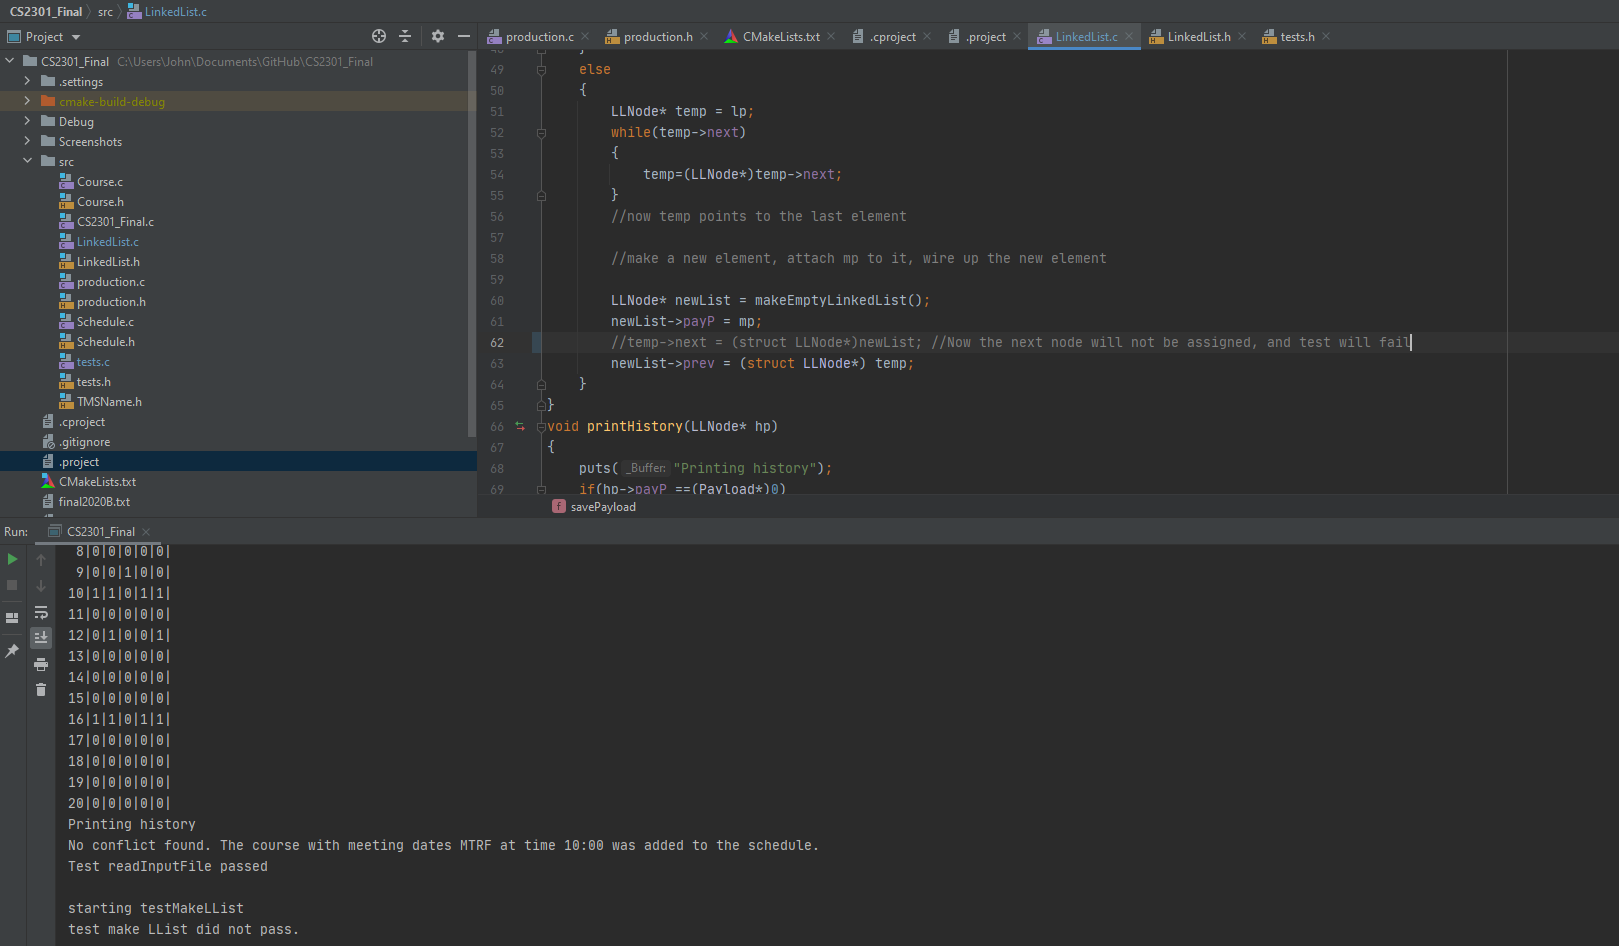 CS2301_Final src LinkedList.c
Project
production.c production.h CMakeLists.txt .cproject .project LinkedList.c LinkedList.h tests.h
CS2301_Final C:\Users\John\Documents\GitHub\CS2301_Final
.settings
cmake-build-debug
Debug
Screenshots
src
Course.c
Course.h
CS2301_Final.c
LinkedList.c
LinkedList.h
production.c
production.h
Schedule.c
Schedule.h
tests.c
tests.h
TMSName.h
.cproject
.gitignore
.project
CMakeLists.txt
final2020B.txt
48 }
49 else
50 {
51 LLNode* temp = lp;
52 while(temp->next)
53 {
54 temp=(LLNode*)temp->next;
55 }
56 //now temp points to the last element
57
58 //make a new element, attach mp to it, wire up the new element
59
60 LLNode* newList = makeEmptyLinkedList();
61 newList->payP = mp;
62 //temp->next = (struct LLNode*)newList; //Now the next node will not be assigned, and test will fail
63 newList->prev = (struct LLNode*) temp;
64 }
65 }
66 void printHistory(LLNode* hp)
67 {
68 puts( _Buffer: "Printing history");
69 if(hp->payP ==(Payload*)0)
f savePayload
Run: CS2301_Final
8|0|0|0|0|0|
9|0|0|1|0|0|
10|1|1|0|1|1|
11|0|0|0|0|0|
12|0|1|0|0|1|
13|0|0|0|0|0|
14|0|0|0|0|0|
15|0|0|0|0|0|
16|1|1|0|1|1|
17|0|0|0|0|0|
18|0|0|0|0|0|
19|0|0|0|0|0|
20|0|0|0|0|0|
Printing history
No conflict found. The course with meeting dates MTRF at time 10:00 was added to the schedule.
Test readInputFile passed
starting testMakeLList
test make LList did not pass.